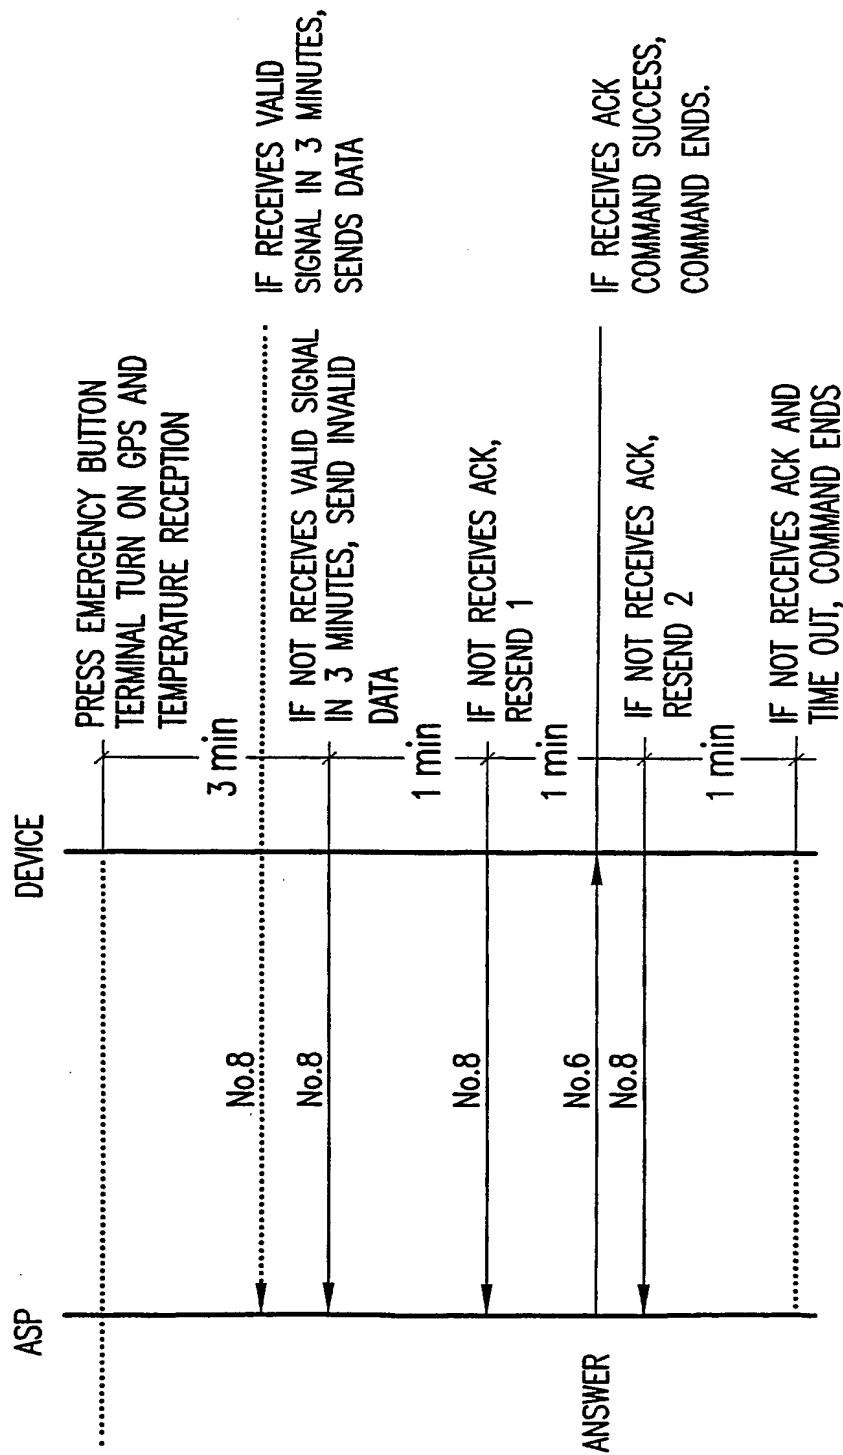 ASP
DEVICE
PRESS EMERGENCY BUTTON
TERMINAL TURN ON GPS AND
TEMPERATURE RECEPTION
3 min
No.8
IF RECEIVES VALID
SIGNAL IN 3 MINUTES,
SENDS DATA
No.8
IF NOT RECEIVES VALID SIGNAL
IN 3 MINUTES, SEND INVALID
DATA
1 min
No.8
IF NOT RECEIVES ACK,
RESEND 1
1 min
ANSWER
No.6
IF RECEIVES ACK
COMMAND SUCCESS,
COMMAND ENDS.
No.8
IF NOT RECEIVES ACK,
RESEND 2
1 min
IF NOT RECEIVES ACK AND
TIME OUT, COMMAND ENDS